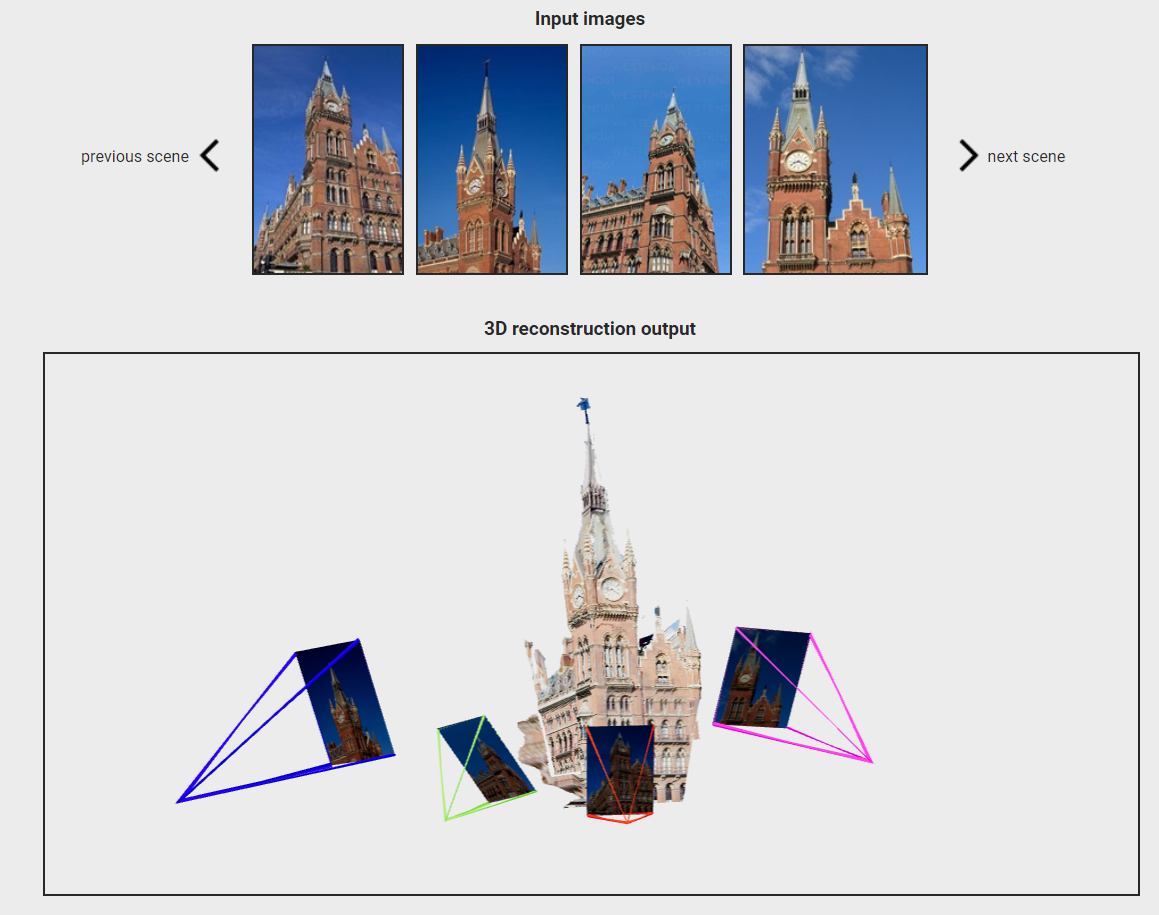 Input images
previous scene
next scene
3D reconstruction output